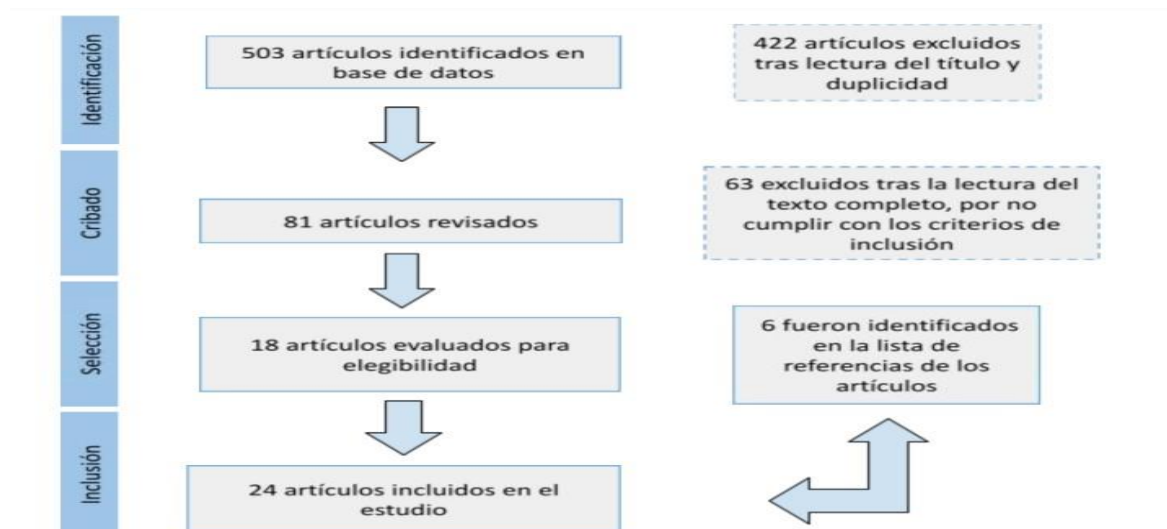 Identificación
503 artículos identificados en
base de datos
422 artículos excluidos
tras lectura del título y
duplicidad
Cribado
81 artículos revisados
63 excluidos tras la lectura del
texto completo, por no
cumplir con los criterios de
inclusión
Selección
18 artículos evaluados para
elegibilidad
6 fueron identificados
en la lista de
referencias de los
artículos
Inclusión
24 artículos incluidos en el
estudio